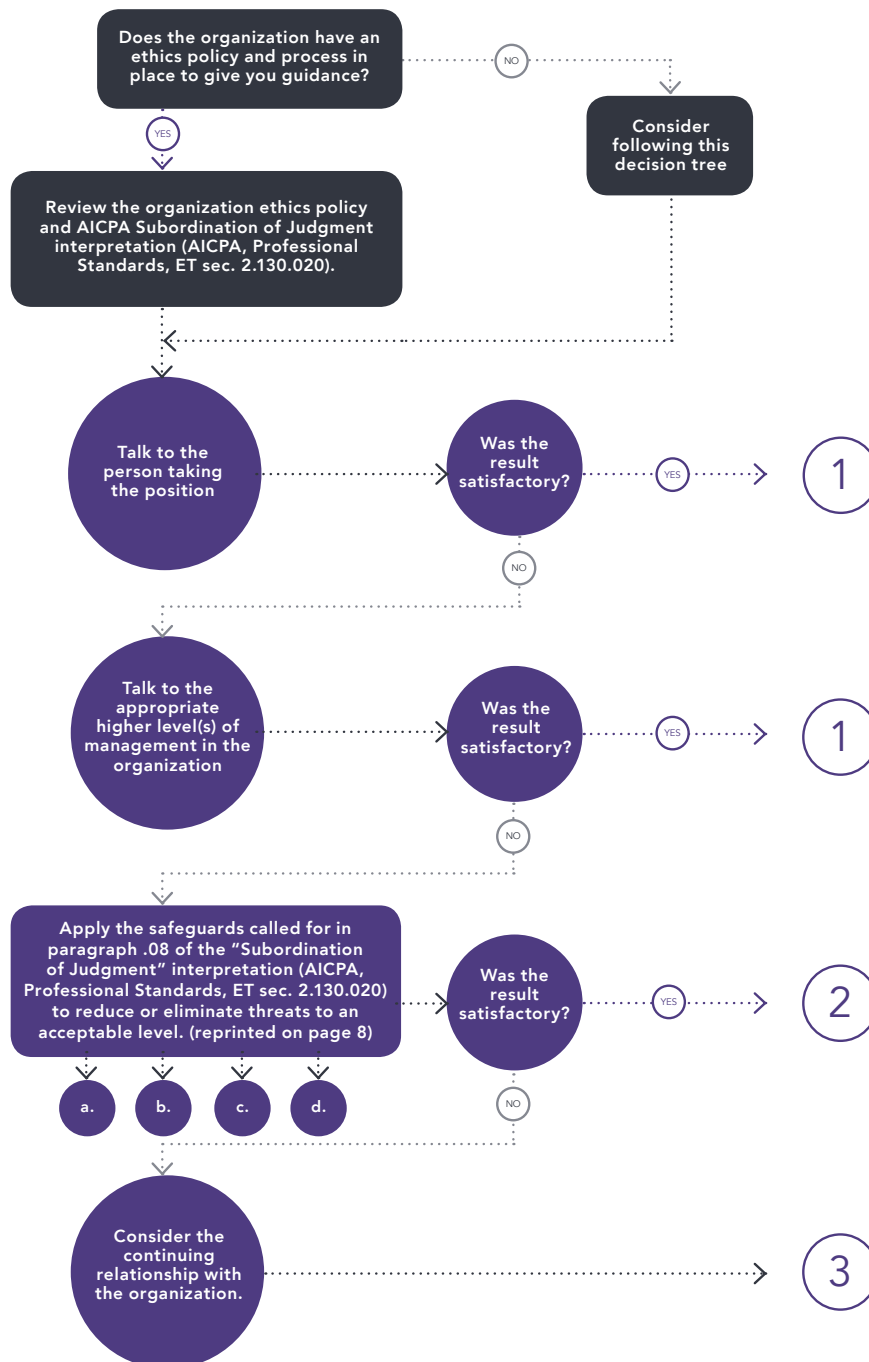 Does the organization have an
ethics policy and process in
place to give you guidance?
NO
YES
Consider
following this
decision tree
Review the organization ethics policy
and AICPA Subordination of Judgment
interpretation (AICPA, Professional
Standards, ET sec. 2.130.020).
Talk to the
person taking
the position
Was the
result
satisfactory?
YES
1
NO
Talk to the
appropriate
higher level(s) of
management in the
organization
Was the
result
satisfactory?
YES
1
NO
Apply the safeguards called for in
paragraph .08 of the “Subordination
of Judgment” interpretation (AICPA,
Professional Standards, ET sec. 2.130.020)
to reduce or eliminate threats to an
acceptable level. (reprinted on page 8)
Was the
result
satisfactory?
YES
2
a.
b.
c.
d.
NO
Consider the
continuing
relationship with
the organization.
3